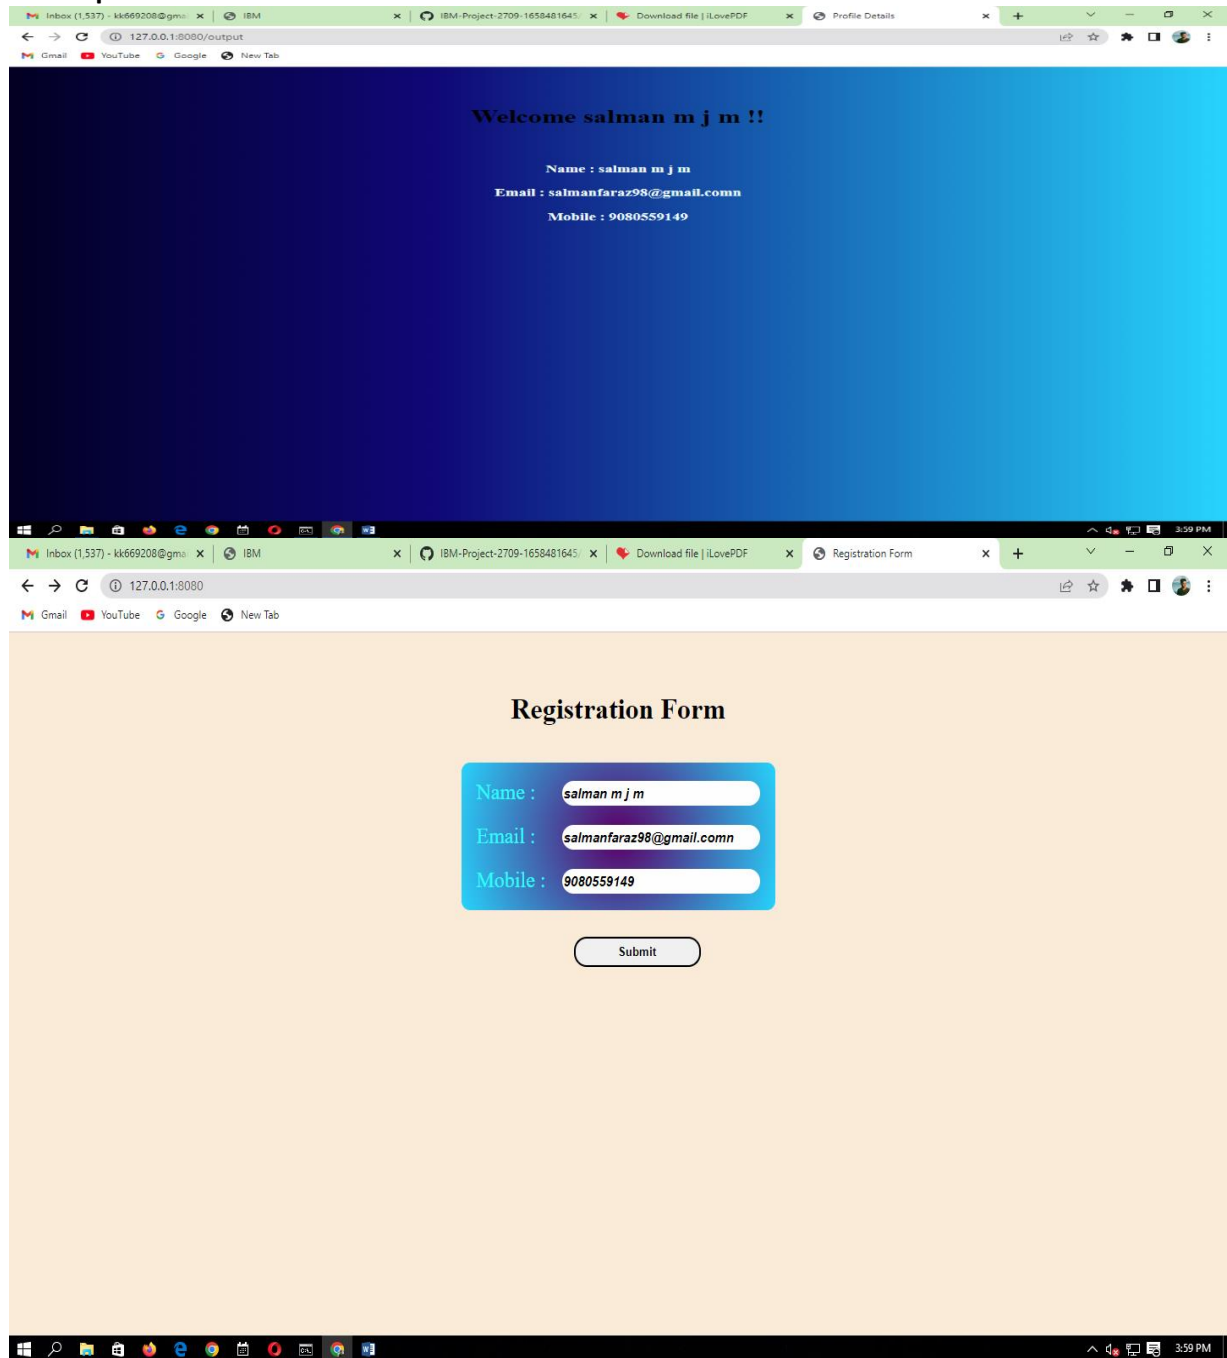 Inbox (1,537) - kk669208@gma IBM IBM-Project-2709-1658481645/ Download file | iLovePDF Profile Details
127.0.0.1:8080/output
Gmail YouTube Google New Tab
Welcome salman m j m !!
Name : salman m j m
Email : salmanfaraz98@gmail.comn
Mobile : 9080559149
3:59 PM
Inbox (1,537) - kk669208@gma IBM IBM-Project-2709-1658481645/ Download file | iLovePDF Registration Form
127.0.0.1:8080
Gmail YouTube Google New Tab
Registration Form
Name : salman m j m
Email : salmanfaraz98@gmail.comn
Mobile : 9080559149
Submit
3:59 PM